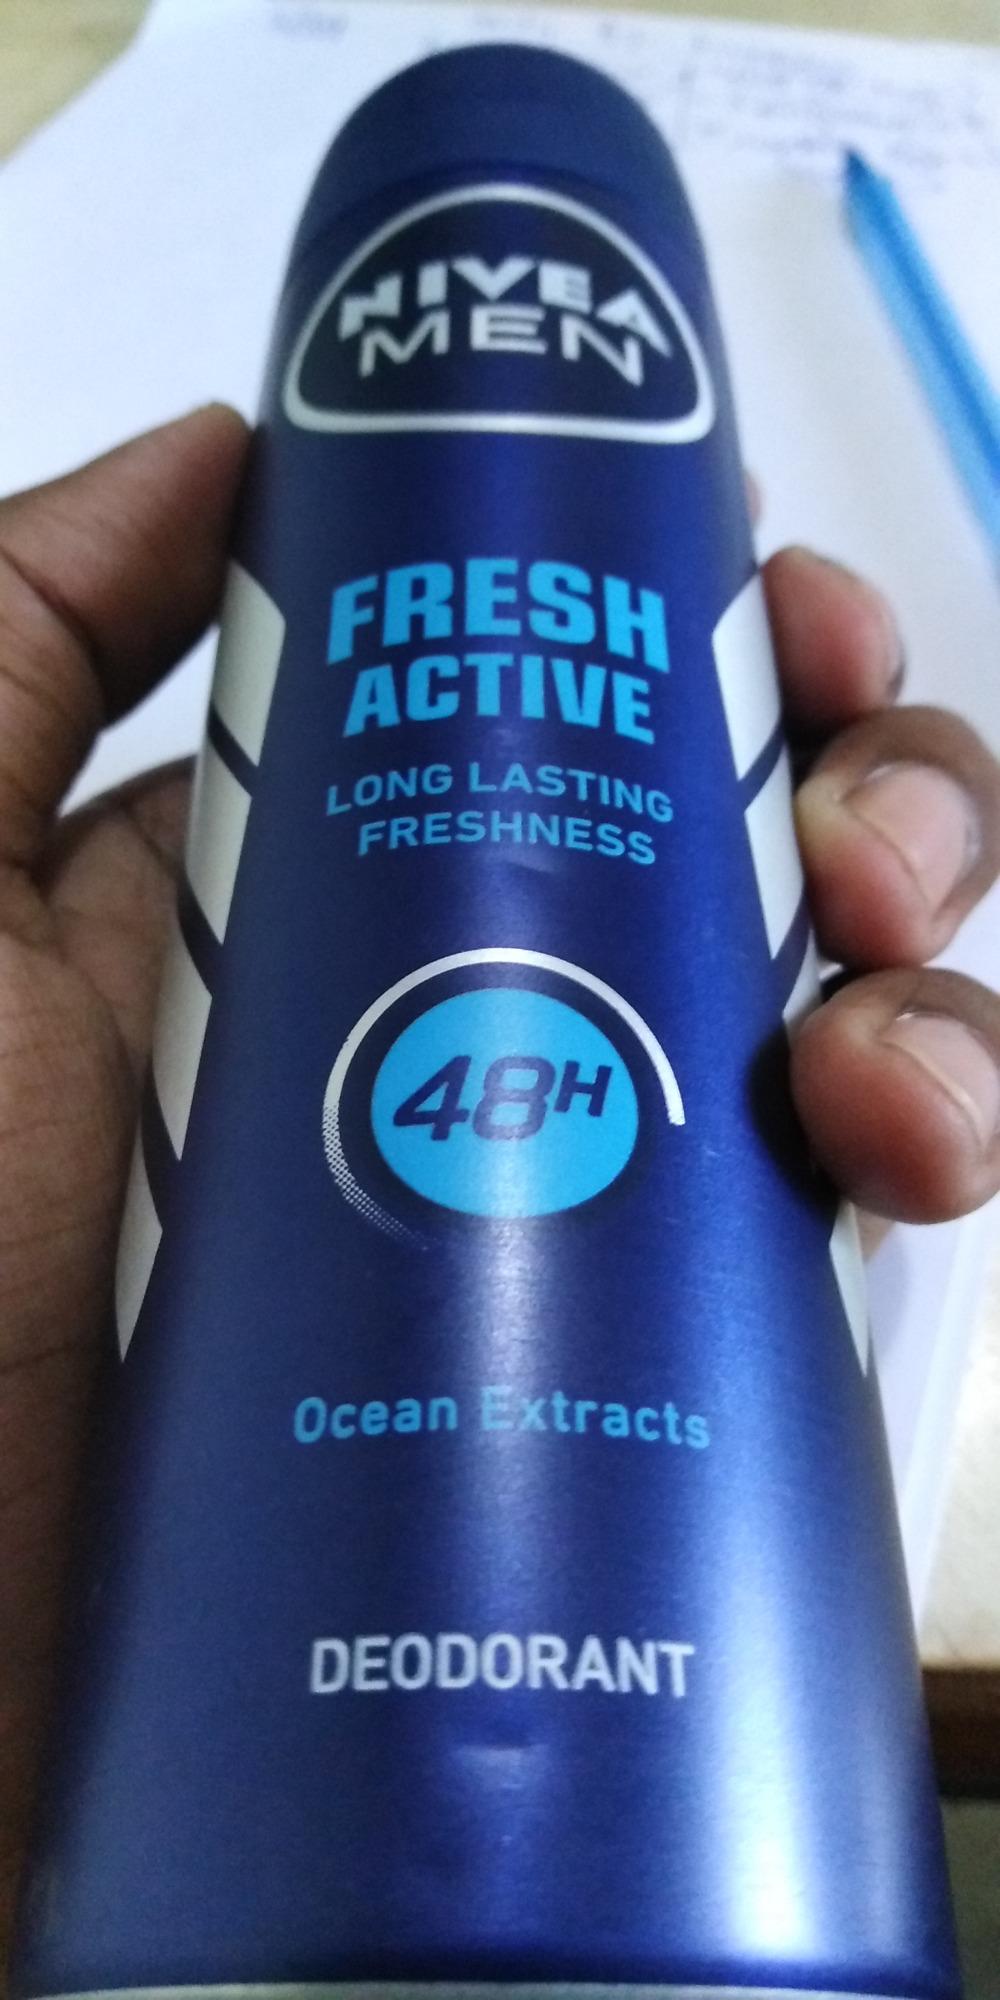 NIVEA
MEN
FRESH
ACTIVE
LONG LASTING
FRESHNESS
48H
Ocean Extracts
DEODORANT